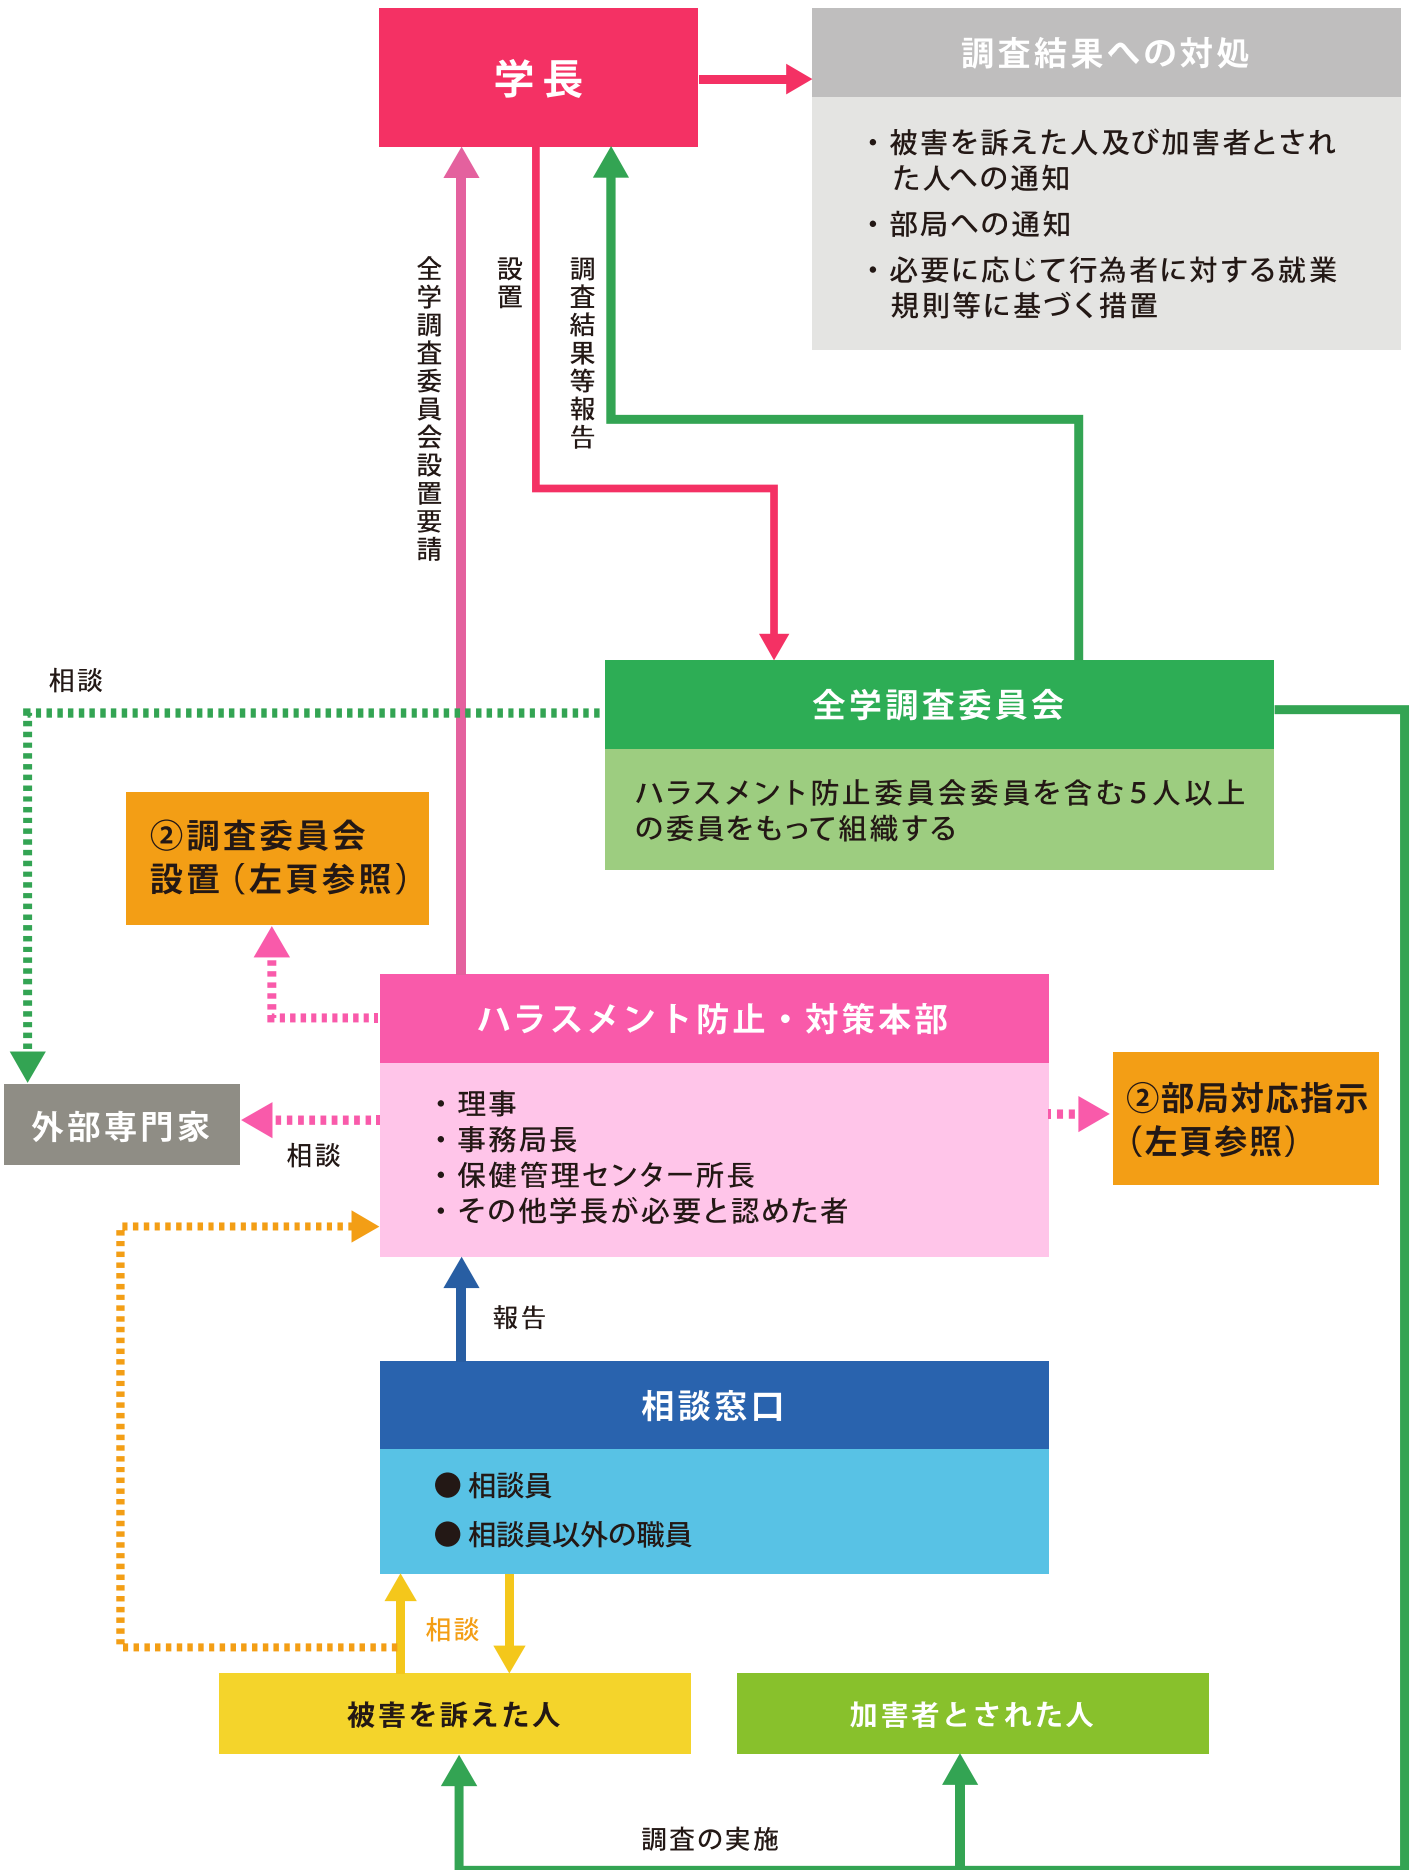 学長
調査結果への対処
・被害を訴えた人及び加害者とされ
た人への通知
・部局への通知
・必要に応じて行為者に対する就業
規則等に基づく措置
全学調査委員会設置要請
設置
調査結果等報告
相談
全学調査委員会
ハラスメント防止委員会委員を含む5人以上
の委員をもって組織する
②調査委員会
設置（左頁参照）
ハラスメント防止・対策本部
・理事
・事務局長
・保健管理センター所長
・その他学長が必要と認めた者
②部局対応指示
（左頁参照）
外部専門家
相談
報告
相談窓口
●相談員
●相談員以外の職員
相談
被害を訴えた人
加害者とされた人
調査の実施